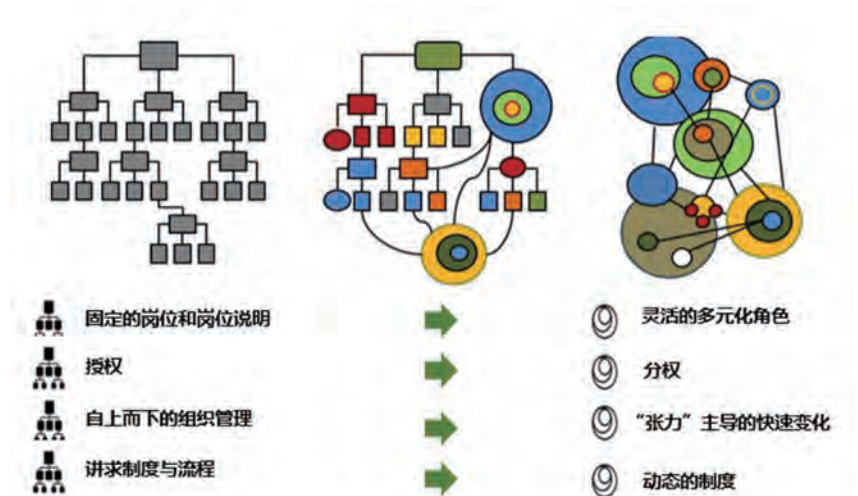 固定的岗位和岗位说明
灵活的多元化角色
授权
分权
自上而下的组织管理
“张力”主导的快速变化
讲求制度与流程
动态的制度